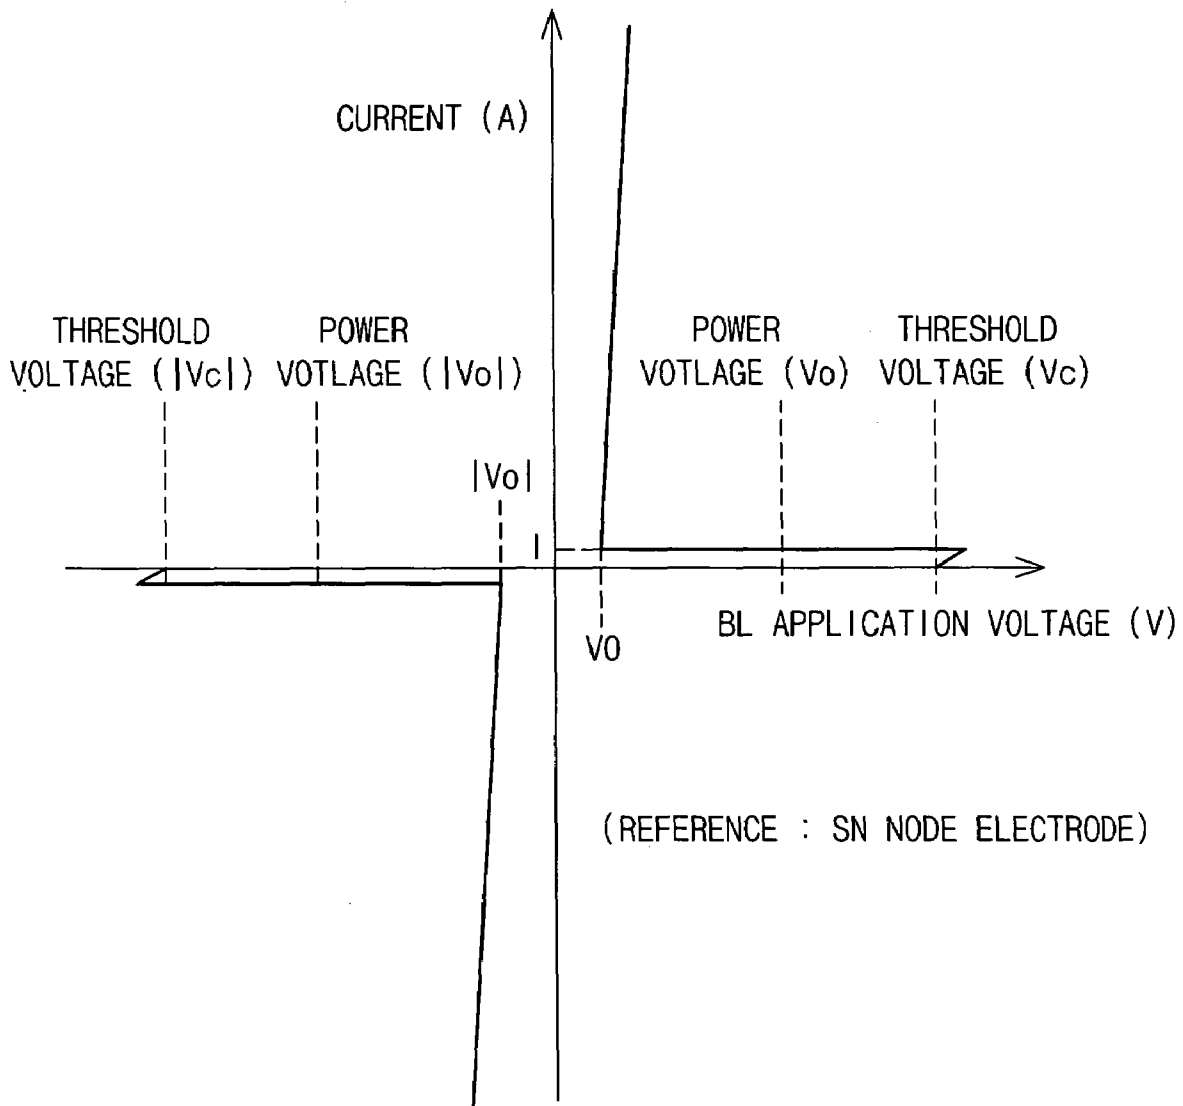 CURRENT (A)
THRESHOLD
VOLTAGE (|Vc|)
POWER
VOTLAGE (|Vo|)
POWER
VOTLAGE (Vo)
THRESHOLD
VOLTAGE (Vc)
|Vo|
I
VO
BL APPLICATION VOLTAGE (V)
(REFERENCE : SN NODE ELECTRODE)